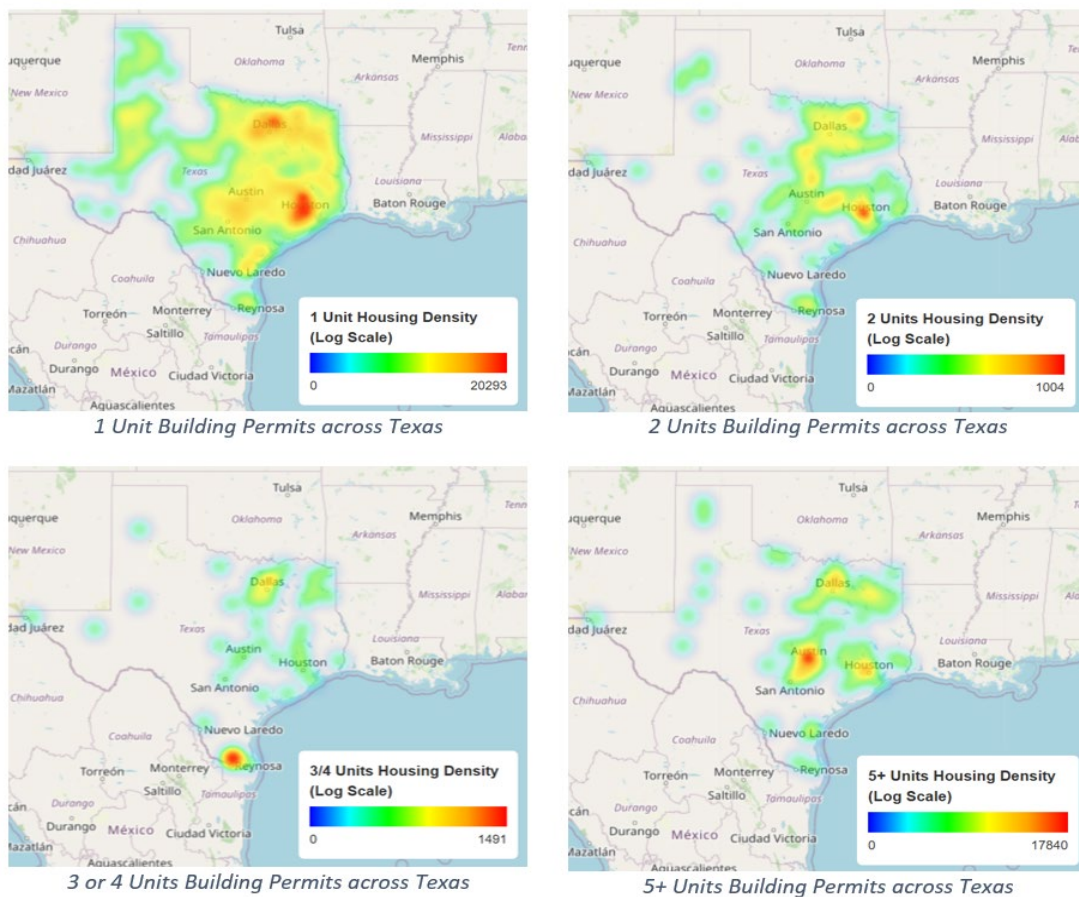 Tulsa
uquerque
Oklahoma
Memphis
Tenn
Arkansas
New Mexico
Mississippi
Alaba
Dallas
dad Juárez
Texas
Louisiana
Austin
Houston
Baton Rouge
San Antonio
Chihuahua
Coahuila
Nuevo Laredo
Reynosa
Torreón
Monterrey
Saltillo
Tamaulipas
Durango
cán
Durango
México
Ciudad Victoria
Mazatlán
Aguascalientes
1 Unit Housing Density
(Log Scale)
0 20293
1 Unit Building Permits across Texas
Tulsa
uquerque
Oklahoma
Memphis
Ten
Arkansas
New Mexico
Mississippi
Alab
Dallas
dad Juárez
Texas
Louisiana
Austin
Houston
Baton Rouge
San Antonio
Chihuahua
Coahuila
Nuevo Laredo
Reynosa
Torreón
Monterrey
Saltillo
Tamaulipas
Durango
cán
Durango
México
Ciudad Victoria
Mazatlán
Aguascalientes
2 Units Housing Density
(Log Scale)
0 1004
2 Units Building Permits across Texas
Tulsa
uquerque
Oklahoma
Memphis
Tenn
Arkansas
New Mexico
Mississippi
Alaba
Dallas
dad Juárez
Texas
Louisiana
Austin
Houston
Baton Rouge
San Antonio
Chihuahua
Coahuila
Nuevo Laredo
Reynosa
Torreón
Monterrey
Saltillo
Tamaulipas
Durango
cán
Durango
México
Ciudad Victoria
Mazatlán
Aguascalientes
3/4 Units Housing Density
(Log Scale)
0 1491
3 or 4 Units Building Permits across Texas
Tulsa
uquerque
Oklahoma
Memphis
Ten
Arkansas
New Mexico
Mississippi
Alab
Dallas
dad Juárez
Texas
Louisiana
Austin
Houston
Baton Rouge
San Antonio
Chihuahua
Coahuila
Nuevo Laredo
Reynosa
Torreón
Monterrey
Saltillo
Tamaulipas
Durango
cán
Durango
México
Ciudad Victoria
Mazatlán
Aguascalientes
5+ Units Housing Density
(Log Scale)
0 17840
5+ Units Building Permits across Texas